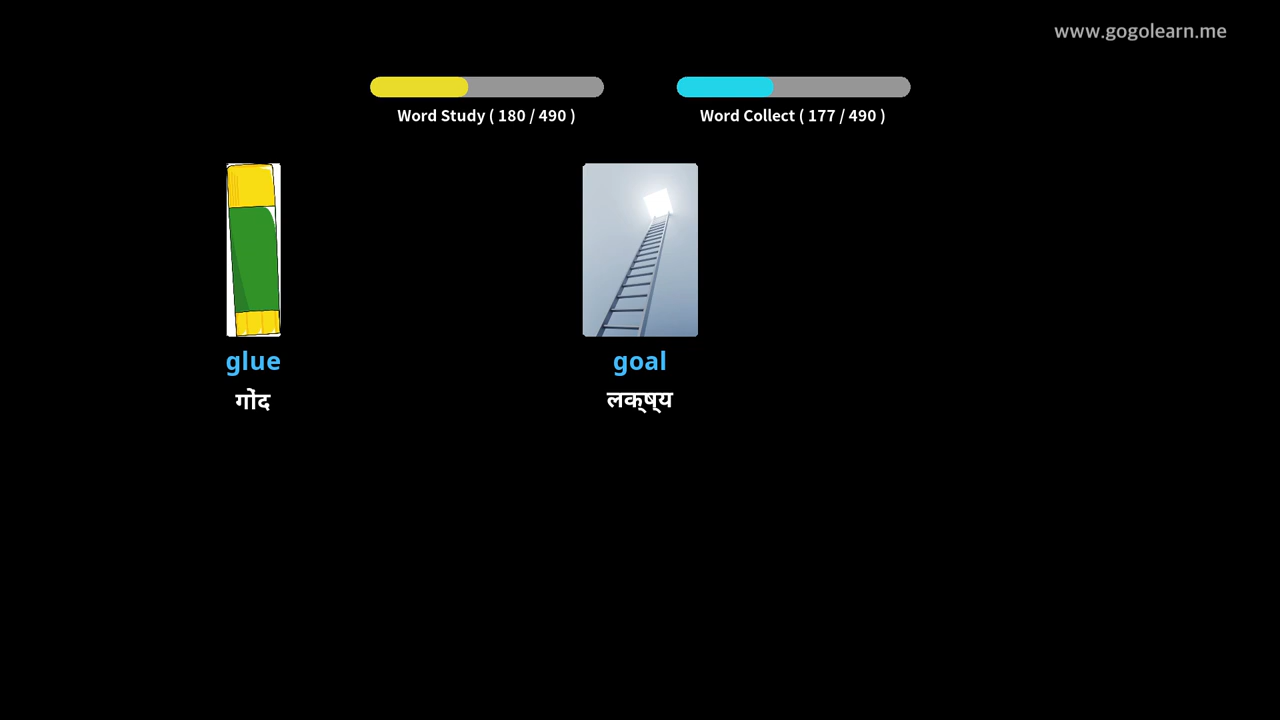 www.gogolearn.me
Word Study ( 180 / 490 )
Word Collect ( 177 / 490 )
glue
goal
गोंद
लक्ष्य